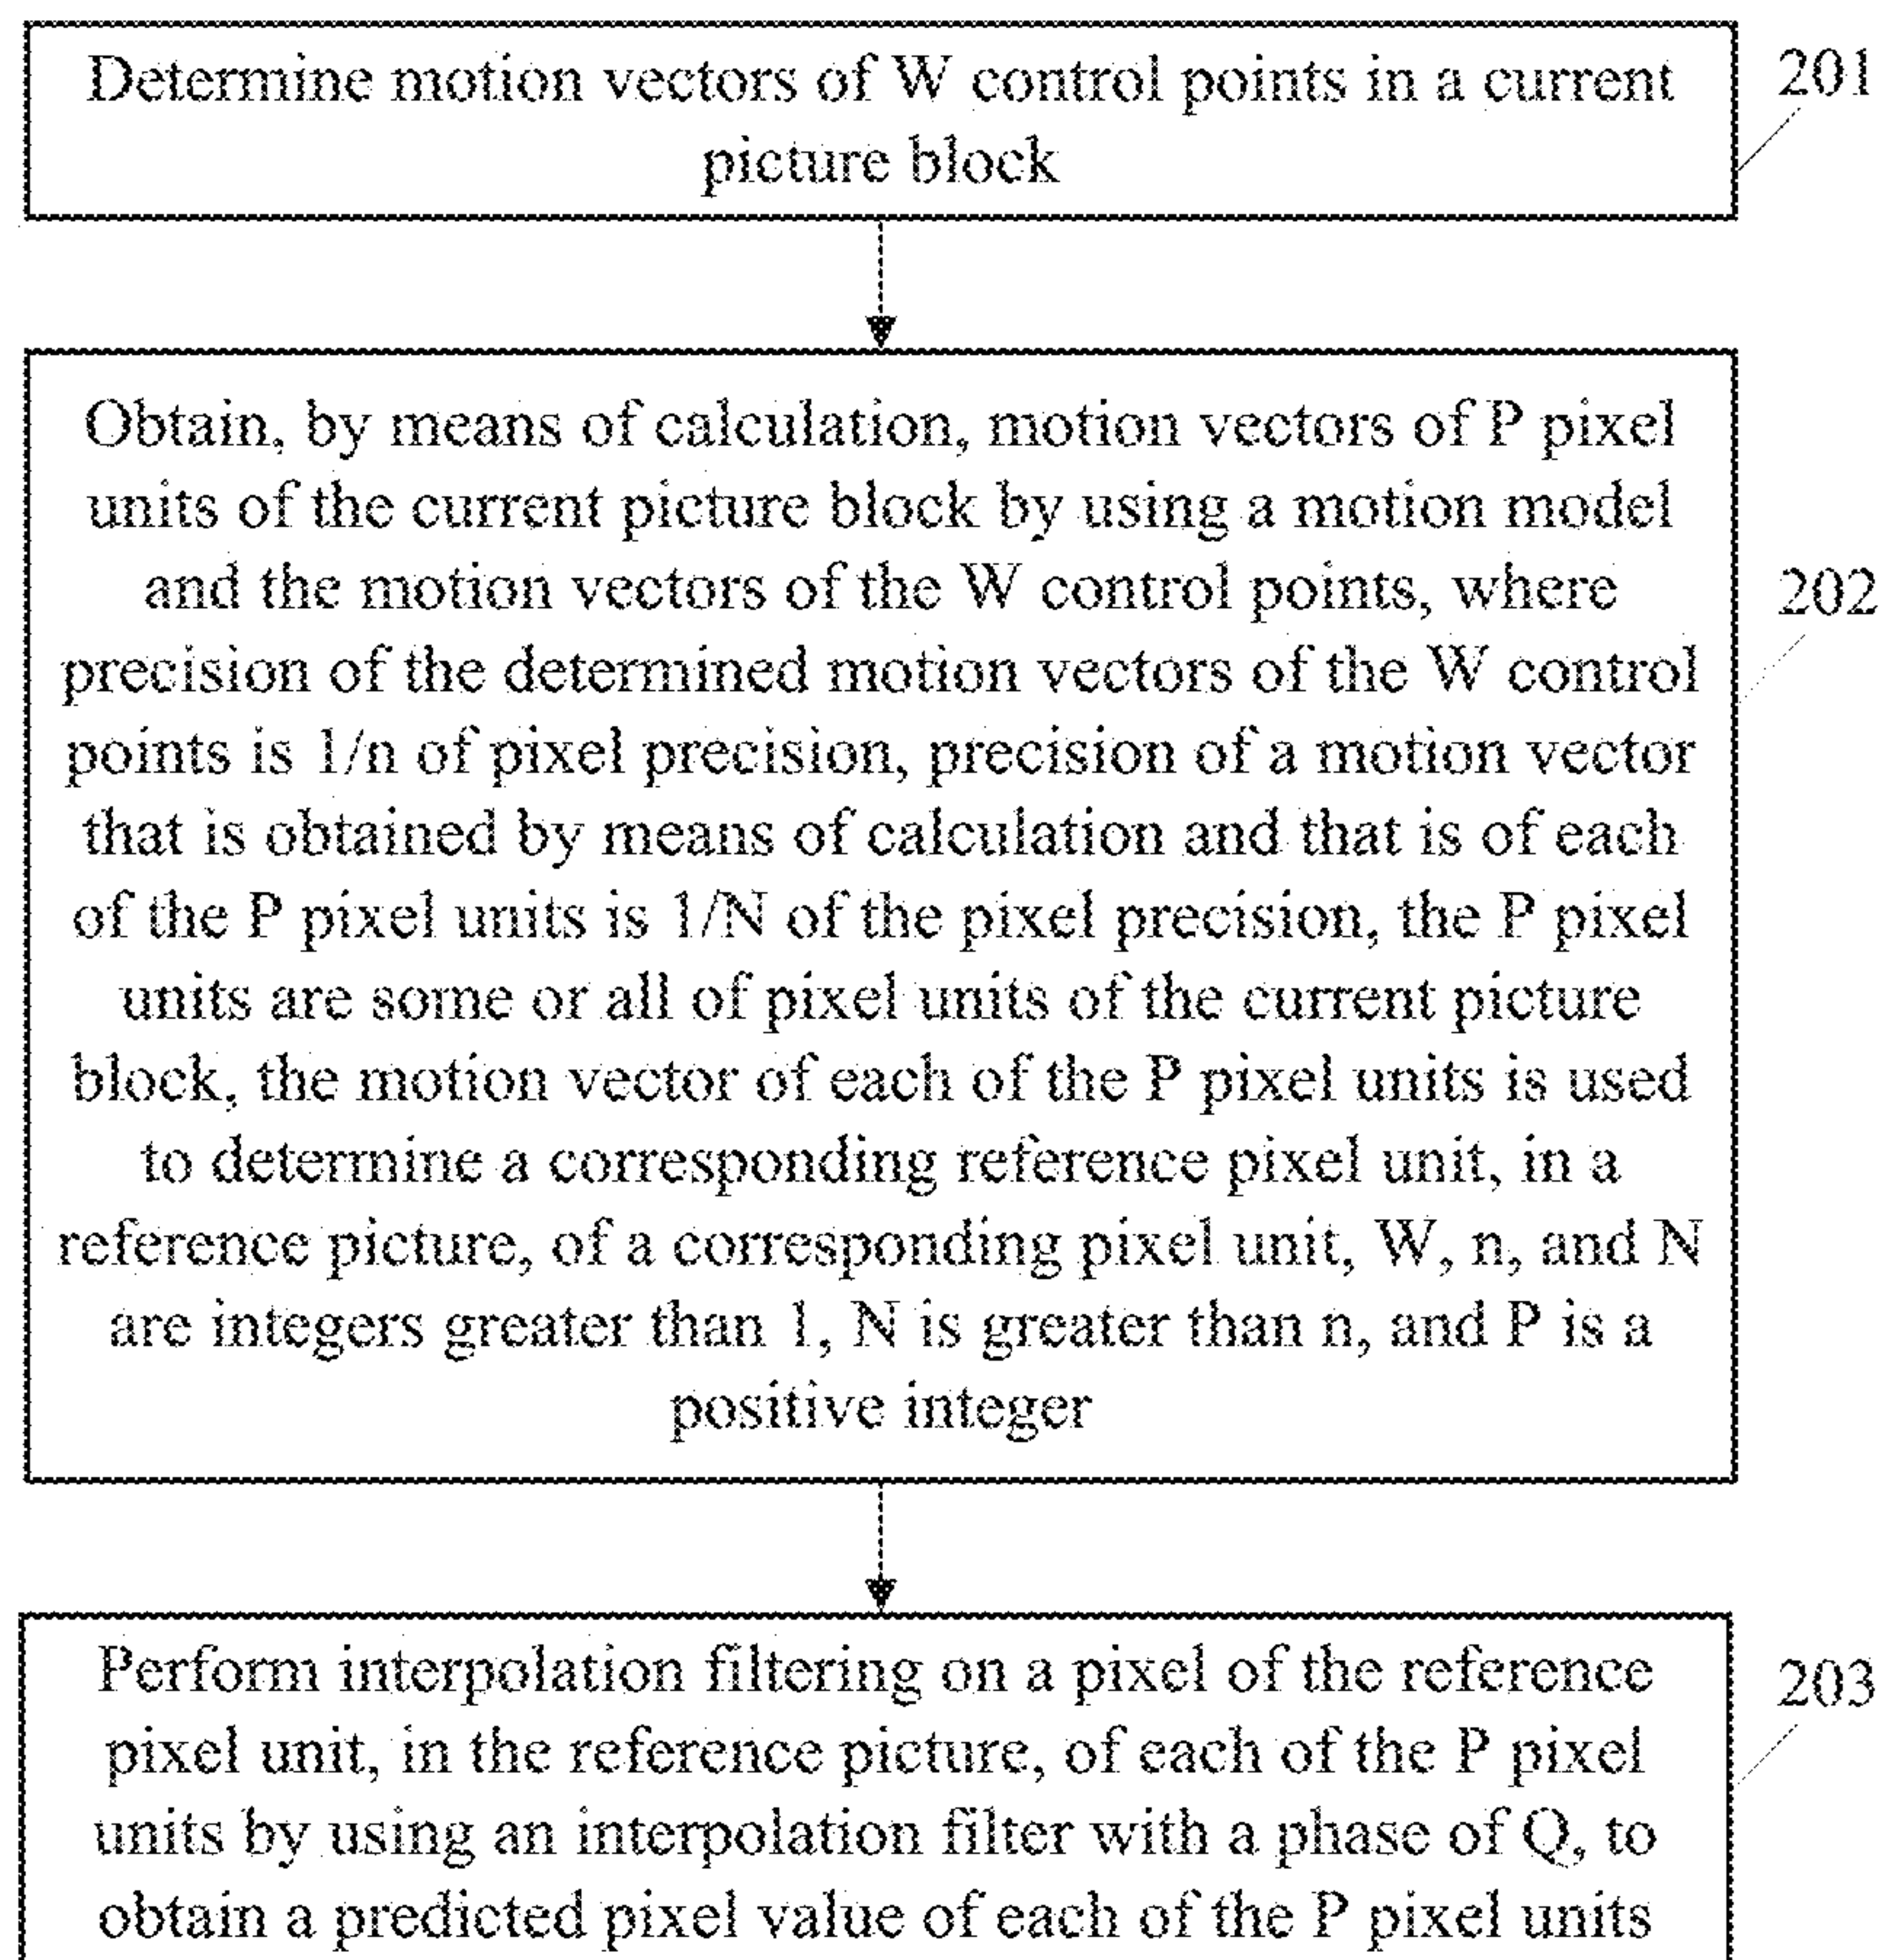 Determine motion vectors of W control points in a current
picture block
201
Obtain, by means of calculation, motion vectors of P pixel
units of the current picture block by using a motion model
and the motion vectors of the W control points, where
precision of the determined motion vectors of the W control
points is 1/n of pixel precision, precision of a motion vector
that is obtained by means of calculation and that is of each
of the P pixel units is 1/N of the pixel precision, the P pixel
units are some or all of pixel units of the current picture
block, the motion vector of each of the P pixel units is used
to determine a corresponding reference pixel unit, in a
reference picture, of a corresponding pixel unit, W, n, and N
are integers greater than 1, N is greater than n, and P is a
positive integer
202
Perform interpolation filtering on a pixel of the reference
pixel unit, in the reference picture, of each of the P pixel
units by using an interpolation filter with a phase of Q, to
obtain a predicted pixel value of each of the P pixel units
203